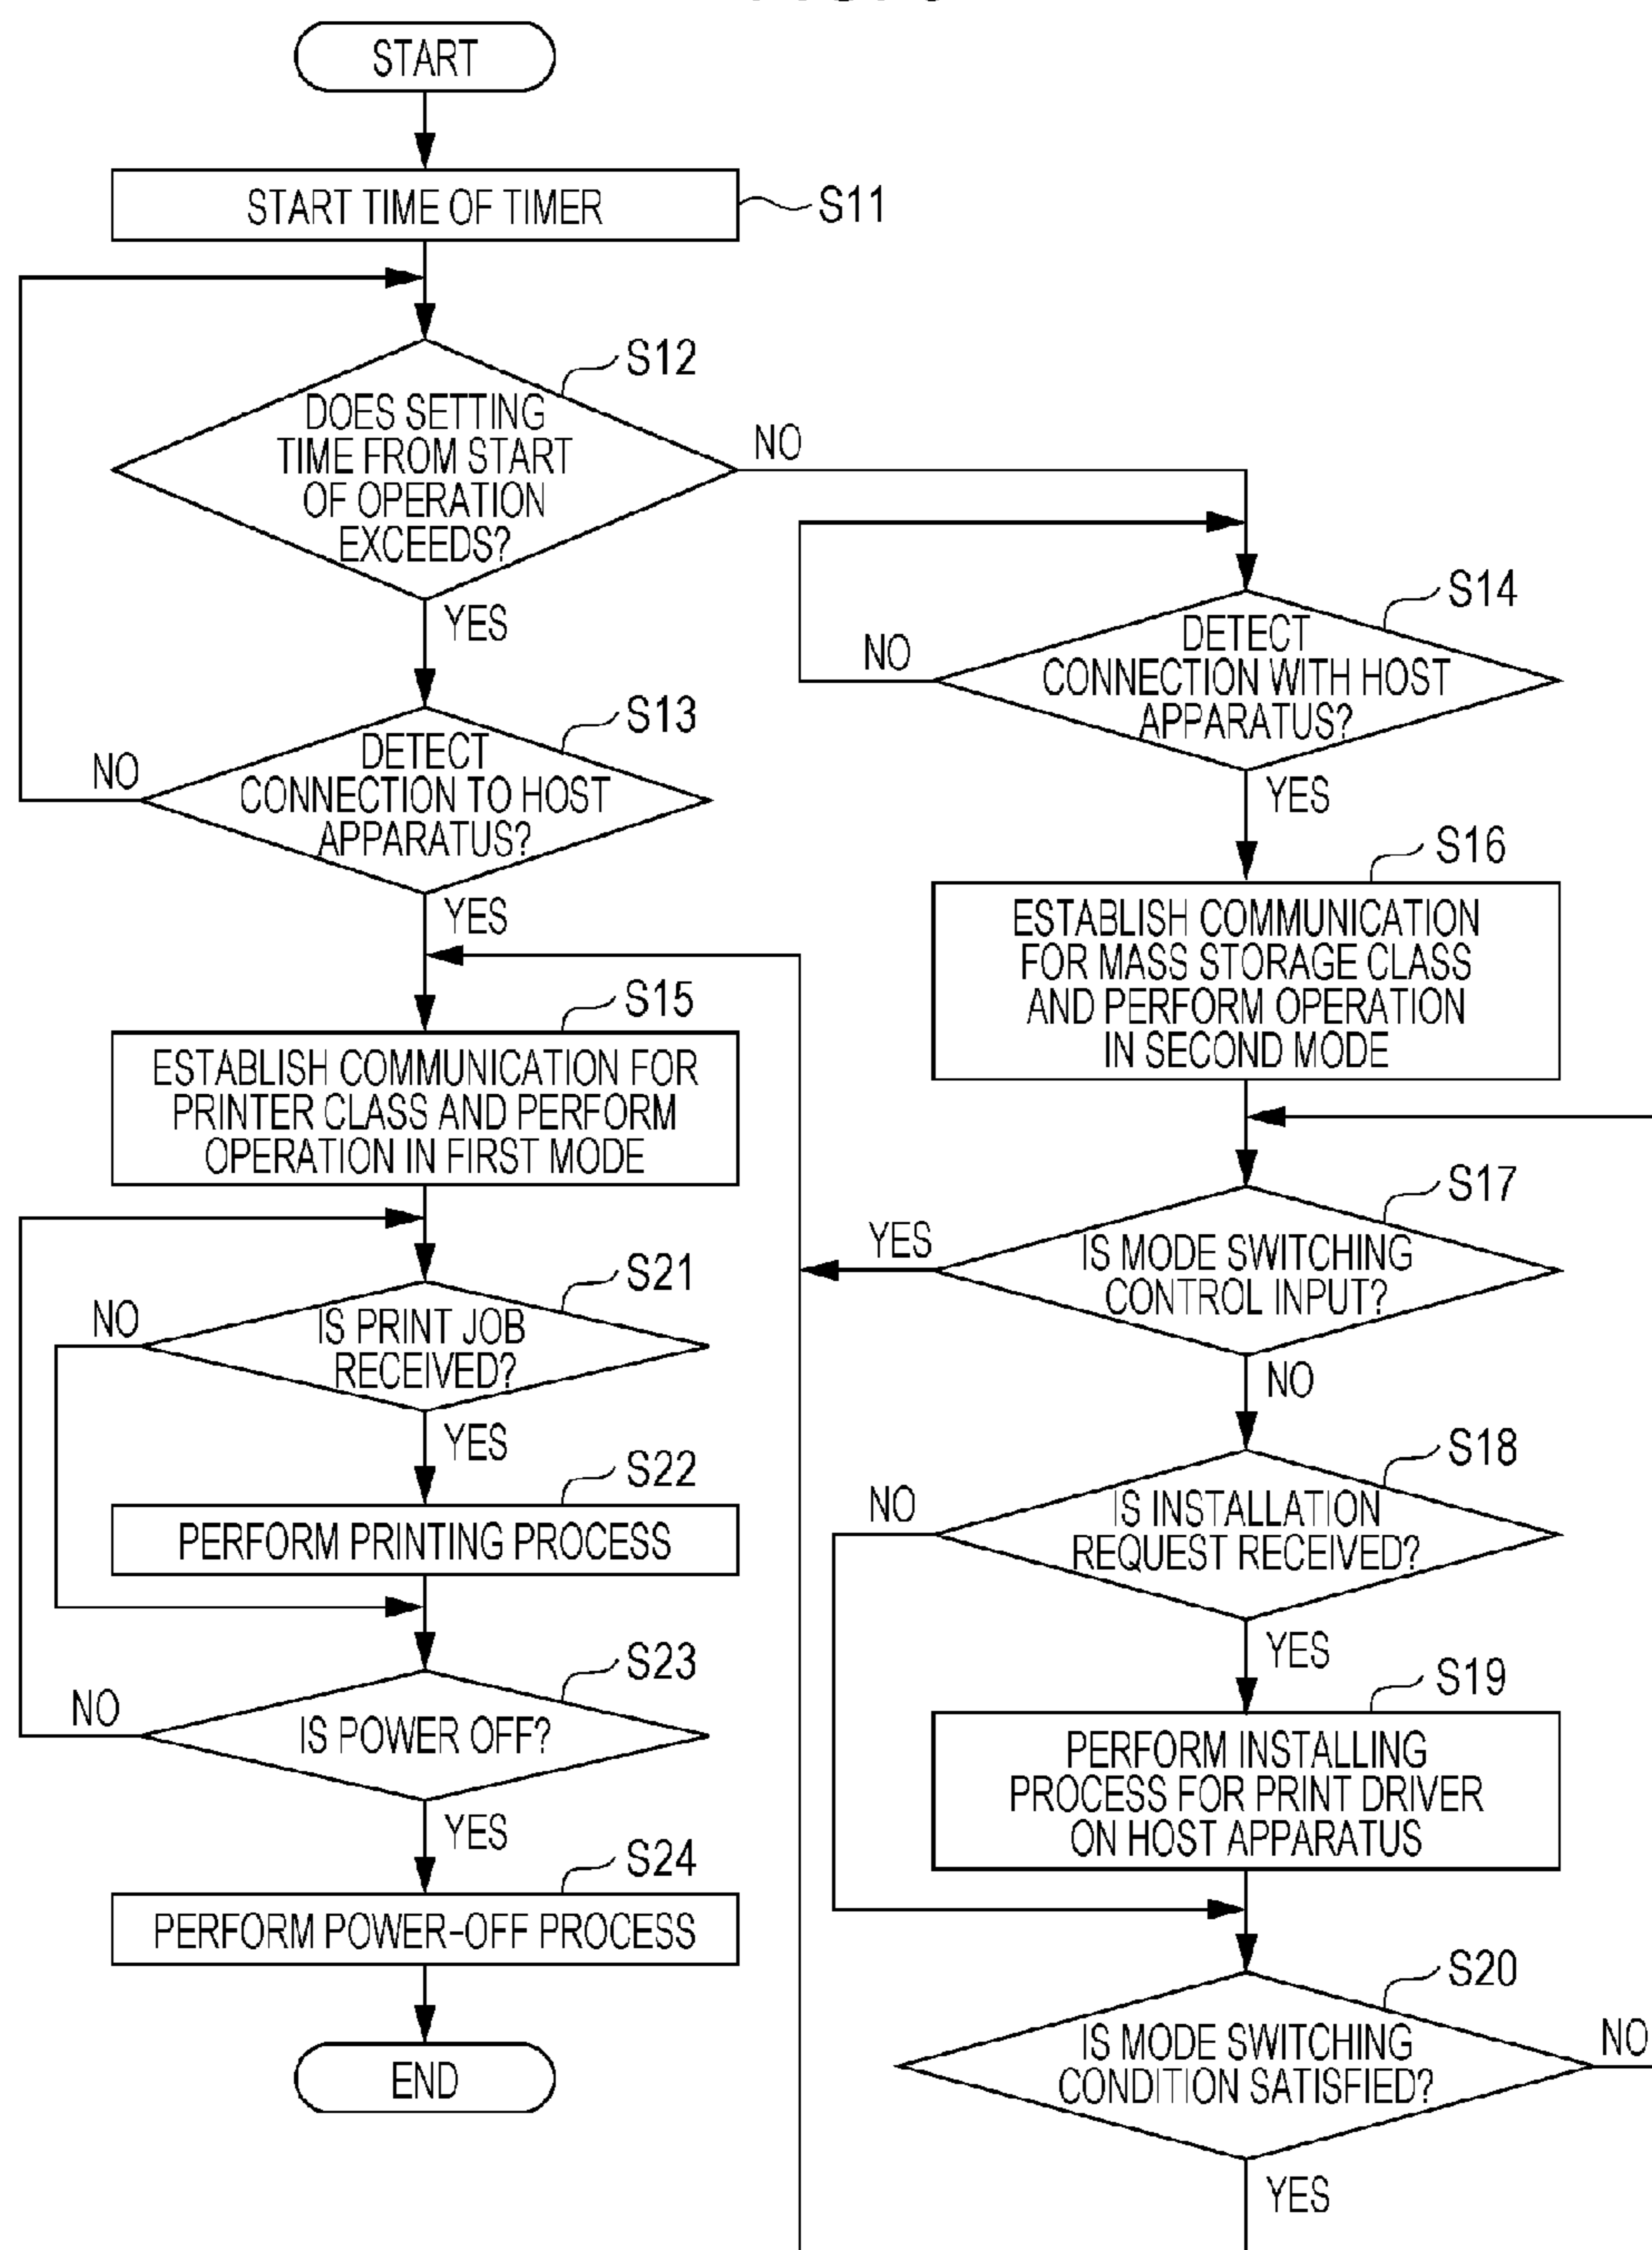 START
START TIME OF TIMER
S11
S12
DOES SETTING
TIME FROM START
OF OPERATION
EXCEEDS?
NO
YES
S13
DETECT
CONNECTION TO HOST
APPARATUS?
NO
YES
S14
DETECT
CONNECTION WITH HOST
APPARATUS?
NO
YES
S15
ESTABLISH COMMUNICATION FOR
PRINTER CLASS AND PERFORM
OPERATION IN FIRST MODE
S16
ESTABLISH COMMUNICATION
FOR MASS STORAGE CLASS
AND PERFORM OPERATION
IN SECOND MODE
S17
IS MODE SWITCHING
CONTROL INPUT?
YES
NO
S18
IS INSTALLATION
REQUEST RECEIVED?
NO
YES
S19
PERFORM INSTALLING
PROCESS FOR PRINT DRIVER
ON HOST APPARATUS
S20
IS MODE SWITCHING
CONDITION SATISFIED?
NO
YES
S21
IS PRINT JOB
RECEIVED?
NO
YES
S22
PERFORM PRINTING PROCESS
S23
IS POWER OFF?
NO
YES
S24
PERFORM POWER-OFF PROCESS
END